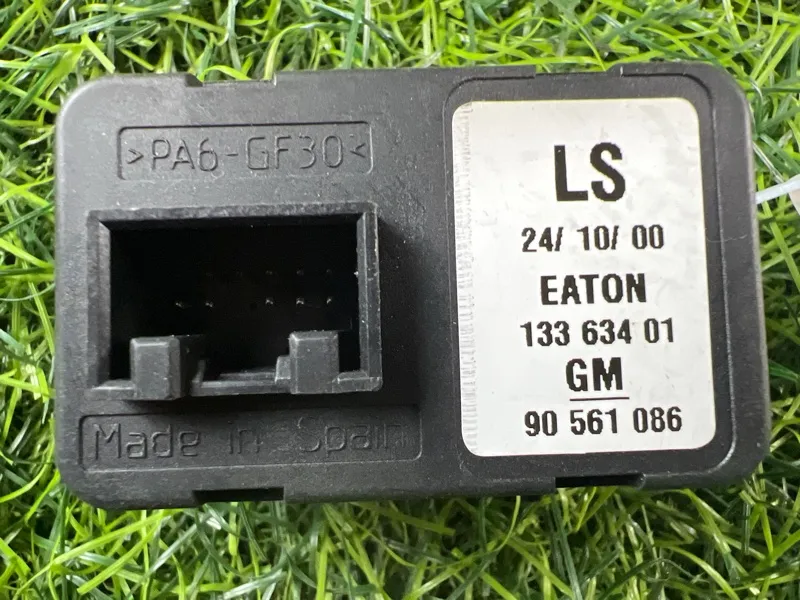 >PA6-GF30<
Made in Spain
LS
24/ 10/ 00
EATON
133 634 01
GM
90 561 086